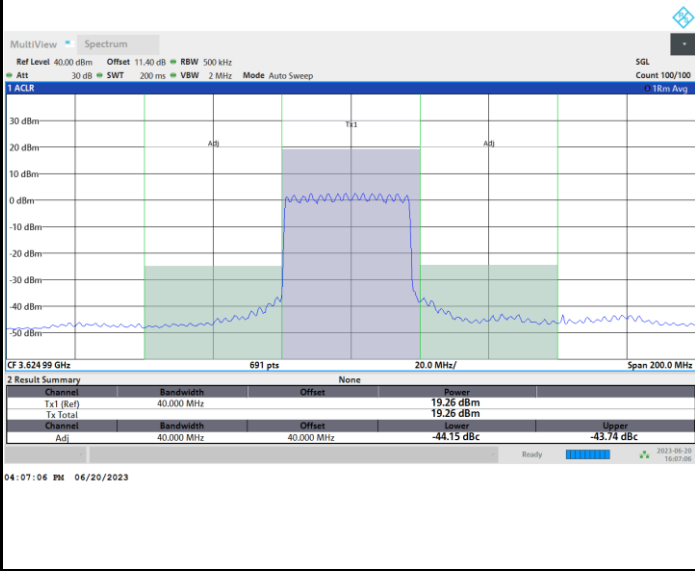 MultiView Spectrum
Ref Level 40.00 dBm Offset 11.40 dB RBW 500 kHz SGL
Att 30 dB SWT 200 ms VBW 2 MHz Mode Auto Sweep Count 100/100
1 ACLR 1Rm Avg
30 dBm
Tx1
20 dBm Adj Adj
10 dBm
0 dBm
-10 dBm
-20 dBm
-30 dBm
-40 dBm
-50 dBm
CF 3.624 99 GHz 691 pts 20.0 MHz/ Span 200.0 MHz
2 Result Summary None
Channel Bandwidth Offset Power
Tx1 (Ref) 40.000 MHz 19.26 dBm
Tx Total 19.26 dBm
Channel Bandwidth Offset Lower Upper
Adj 40.000 MHz 40.000 MHz -44.15 dBc -43.74 dBc
Ready 2023-06-20
16:07:06
04:07:06 PM 06/20/2023